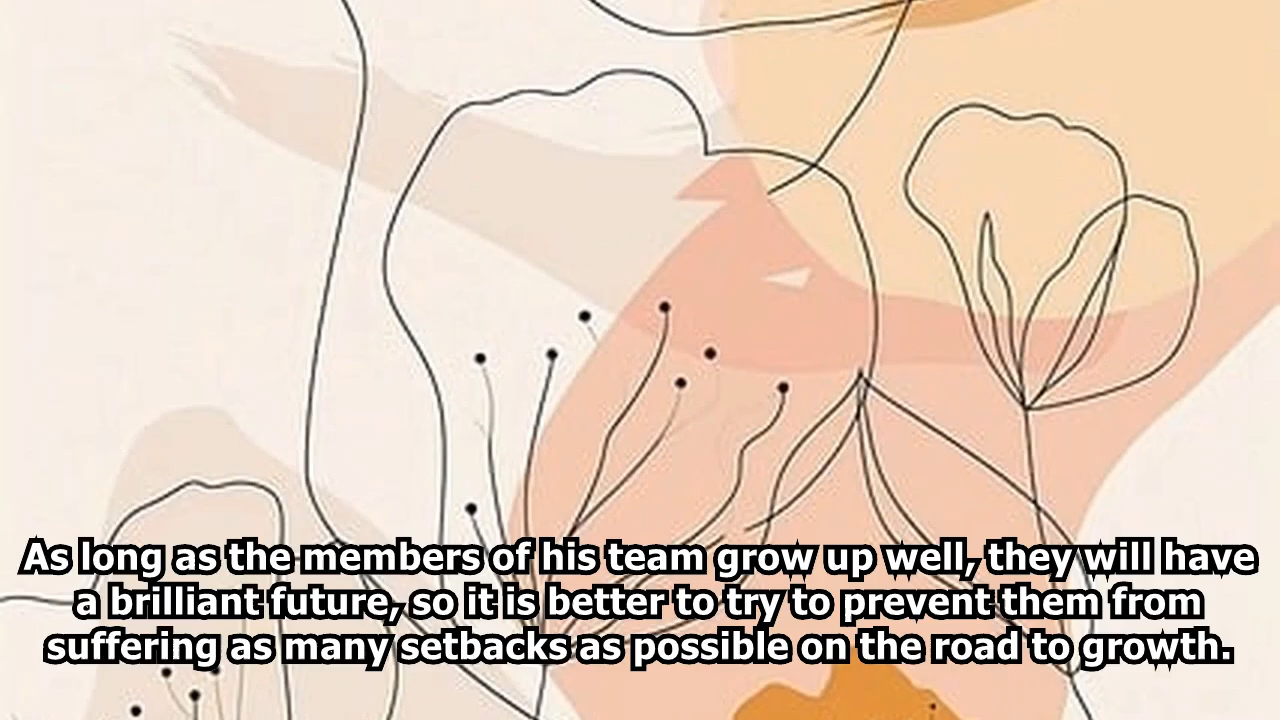 As long as the members of his team grow up well, they will have
a brilliant future, so it is better to try to prevent them from
suffering as many setbacks as possible on the road to growth.